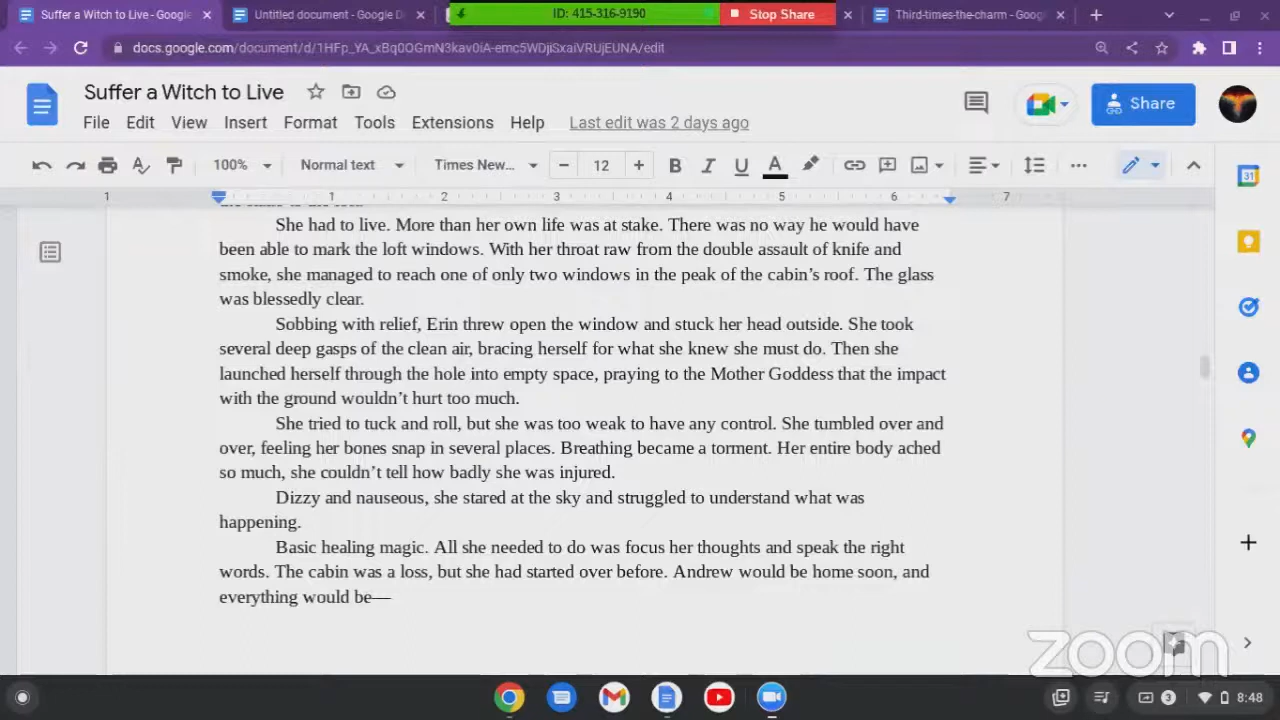 Suffer a Witch to Live - Google
Untitled document - Google D
ID: 415-316-9190
Stop Share
Third-times-the-charm - Goog
docs.google.com/document/d/1HFp_YA_xBq0OGmN3kav0iA-emc5WDjiSxaiVRUjEUNA/edit
Suffer a Witch to Live
Share
File Edit View Insert Format Tools Extensions Help Last edit was 2 days ago
100% Normal text Times New... 12 B I U A
1 1 2 3 4 5 6 7
31
She had to live. More than her own life was at stake. There was no way he would have
been able to mark the loft windows. With her throat raw from the double assault of knife and
smoke, she managed to reach one of only two windows in the peak of the cabin’s roof. The glass
was blessedly clear.
Sobbing with relief, Erin threw open the window and stuck her head outside. She took
several deep gasps of the clean air, bracing herself for what she knew she must do. Then she
launched herself through the hole into empty space, praying to the Mother Goddess that the impact
with the ground wouldn’t hurt too much.
She tried to tuck and roll, but she was too weak to have any control. She tumbled over and
over, feeling her bones snap in several places. Breathing became a torment. Her entire body ached
so much, she couldn’t tell how badly she was injured.
Dizzy and nauseous, she stared at the sky and struggled to understand what was
happening.
Basic healing magic. All she needed to do was focus her thoughts and speak the right
words. The cabin was a loss, but she had started over before. Andrew would be home soon, and
everything would be—
zoom
3 8:48